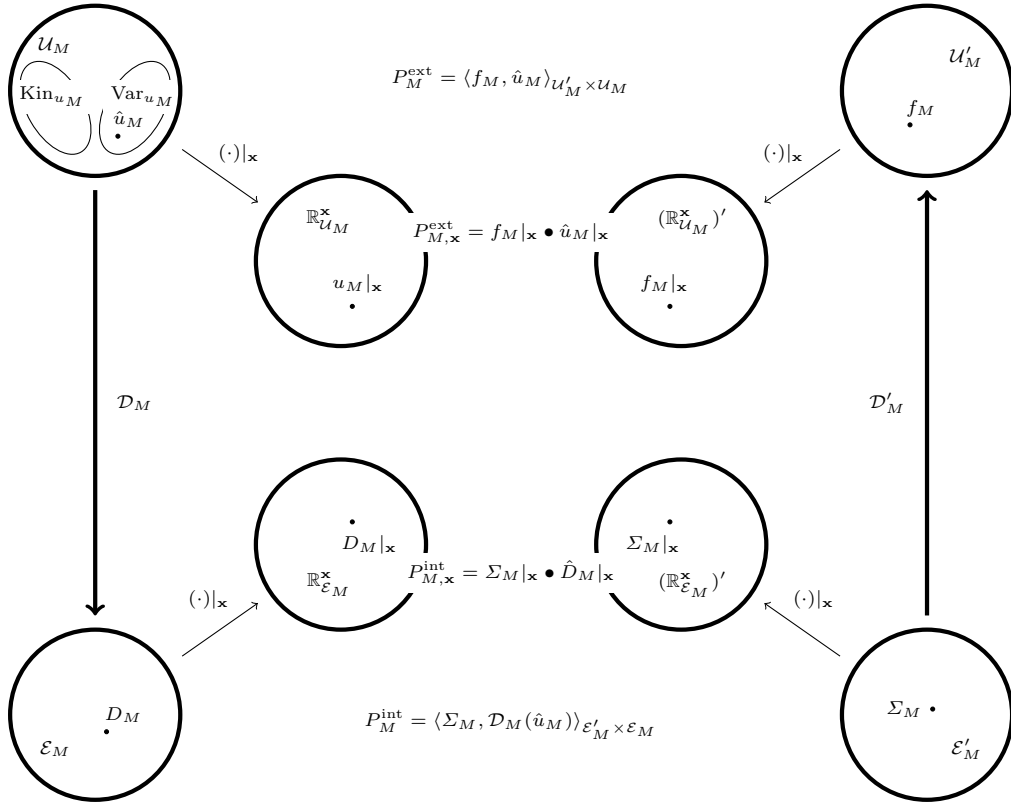 𝒰_M
Kin_{u_M} Var_{u_M}
û_M
P_M^{ext} = ⟨f_M, û_M⟩_{𝒰′_M×𝒰_M}
𝒰′_M
f_M
(·)|_𝐱
(·)|_𝐱
ℝ^𝐱_{𝒰_M}
P^{ext}_{M,𝐱} = f_M|_𝐱 • û_M|_𝐱
(ℝ^𝐱_{𝒰_M})′
u_M|_𝐱
f_M|_𝐱
𝒟_M
𝒟′_M
D_M|_𝐱
Σ_M|_𝐱
ℝ^𝐱_{ℰ_M}
P^{int}_{M,𝐱} = Σ_M|_𝐱 • D̂_M|_𝐱
(ℝ^𝐱_{ℰ_M})′
(·)|_𝐱
(·)|_𝐱
D_M
ℰ_M
P_M^{int} = ⟨Σ_M, 𝒟_M(û_M)⟩_{ℰ′_M×ℰ_M}
Σ_M
ℰ′_M